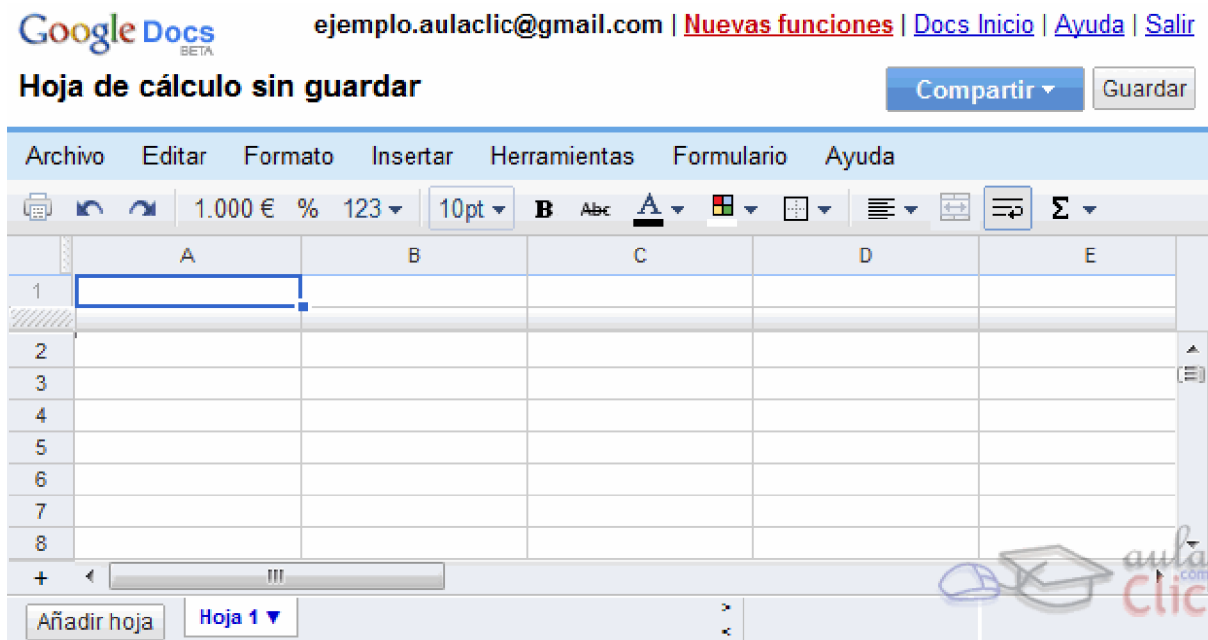 Google Docs BETA
ejemplo.aulaclic@gmail.com | Nuevas funciones | Docs Inicio | Ayuda | Salir
Hoja de cálculo sin guardar
Compartir Guardar
Archivo Editar Formato Insertar Herramientas Formulario Ayuda
1.000 € % 123 10pt B Abc A Σ
A B C D E
1
2
3
4
5
6
7
8
+
Añadir hoja Hoja 1
aula
Clic
.com